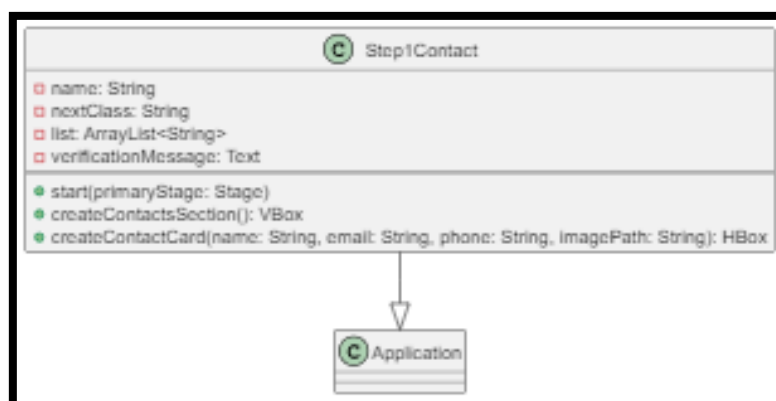 C Step1Contact
name: String
nextClass: String
list: ArrayList<String>
verificationMessage: Text
start(primaryStage: Stage)
createContactsSection(): VBox
createContactCard(name: String, email: String, phone: String, imagePath: String): HBox
C Application